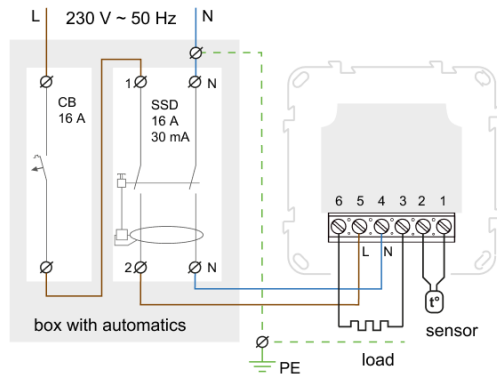 L
230 V ~ 50 Hz
N
CB
16 A
1
SSD
16 A
30 mA
N
2
N
6 5 4 3 2 1
L N
t°
box with automatics
sensor
load
PE